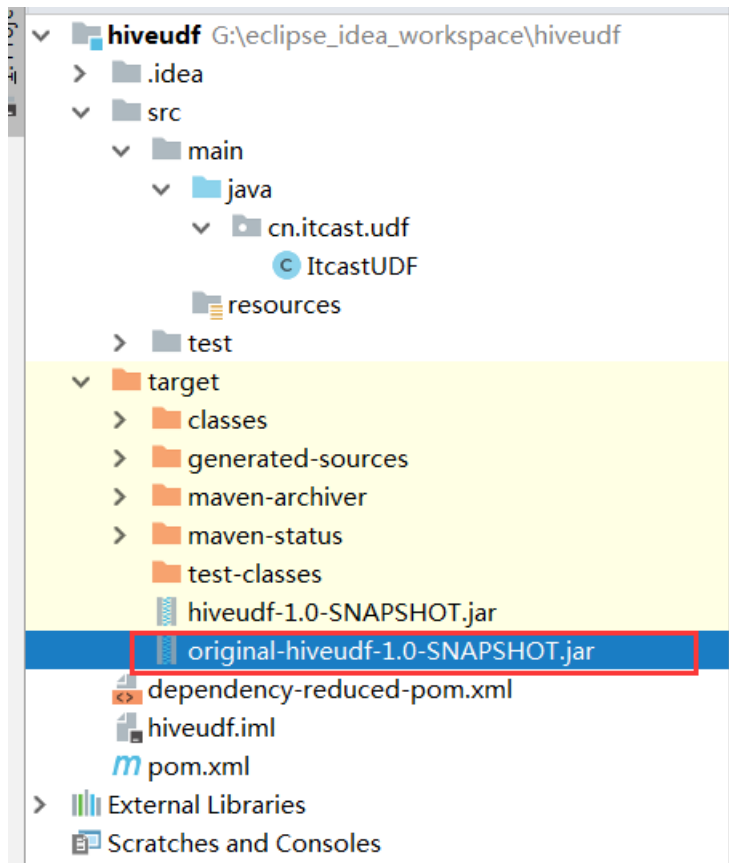 hiveudf G:\eclipse_idea_workspace\hiveudf
.idea
src
main
java
cn.itcast.udf
C ItcastUDF
resources
test
target
classes
generated-sources
maven-archiver
maven-status
test-classes
hiveudf-1.0-SNAPSHOT.jar
original-hiveudf-1.0-SNAPSHOT.jar
dependency-reduced-pom.xml
hiveudf.iml
m pom.xml
External Libraries
Scratches and Consoles